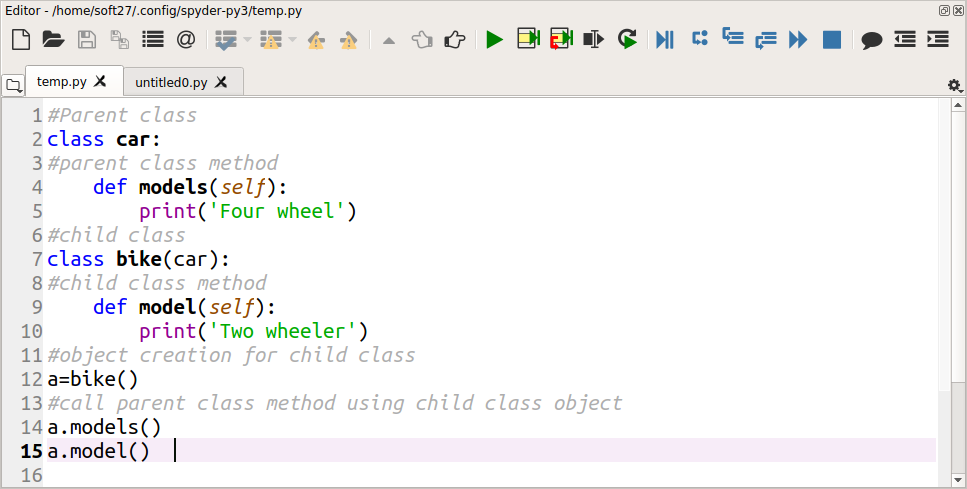 Editor - /home/soft27/.config/spyder-py3/temp.py
temp.py
untitled0.py
1 #Parent class
2 class car:
3 #parent class method
4     def models(self):
5         print('Four wheel')
6 #child class
7 class bike(car):
8 #child class method
9     def model(self):
10         print('Two wheeler')
11 #object creation for child class
12 a=bike()
13 #call parent class method using child class object
14 a.models()
15 a.model()
16